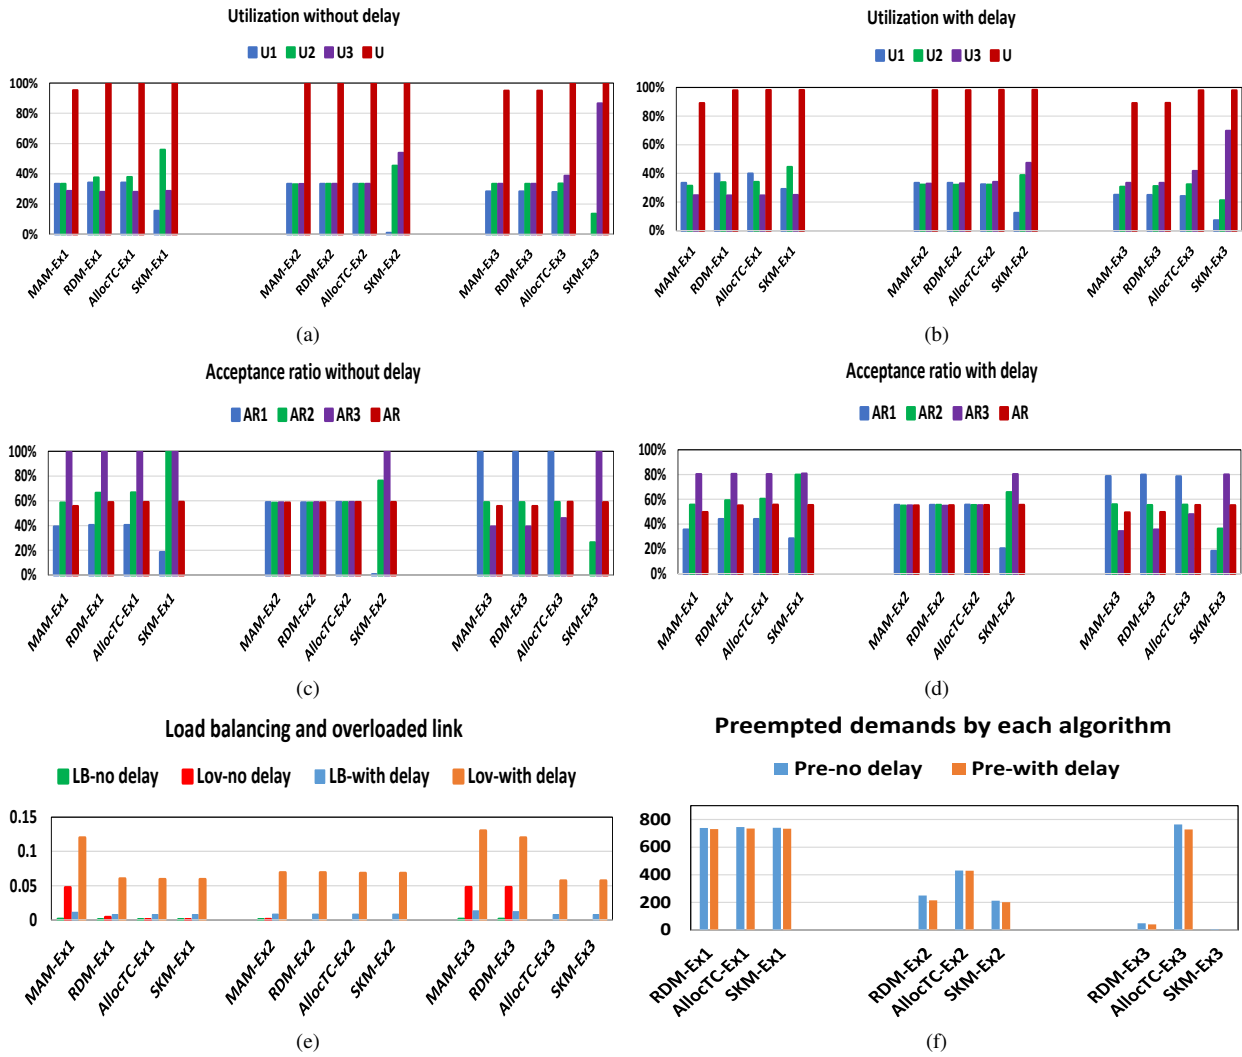 Utilization without delay
U1 U2 U3 U
100%
80%
60%
40%
20%
0%
MAM-Ex1
RDM-Ex1
AllocTC-Ex1
SKM-Ex1
MAM-Ex2
RDM-Ex2
AllocTC-Ex2
SKM-Ex2
MAM-Ex3
RDM-Ex3
AllocTC-Ex3
SKM-Ex3
(a)
Utilization with delay
U1 U2 U3 U
100%
80%
60%
40%
20%
0%
MAM-Ex1
RDM-Ex1
AllocTC-Ex1
SKM-Ex1
MAM-Ex2
RDM-Ex2
AllocTC-Ex2
SKM-Ex2
MAM-Ex3
RDM-Ex3
AllocTC-Ex3
SKM-Ex3
(b)
Acceptance ratio without delay
AR1 AR2 AR3 AR
100%
80%
60%
40%
20%
0%
MAM-Ex1
RDM-Ex1
AllocTC-Ex1
SKM-Ex1
MAM-Ex2
RDM-Ex2
AllocTC-Ex2
SKM-Ex2
MAM-Ex3
RDM-Ex3
AllocTC-Ex3
SKM-Ex3
(c)
Acceptance ratio with delay
AR1 AR2 AR3 AR
100%
80%
60%
40%
20%
0%
MAM-Ex1
RDM-Ex1
AllocTC-Ex1
SKM-Ex1
MAM-Ex2
RDM-Ex2
AllocTC-Ex2
SKM-Ex2
MAM-Ex3
RDM-Ex3
AllocTC-Ex3
SKM-Ex3
(d)
Load balancing and overloaded link
LB-no delay Lov-no delay LB-with delay Lov-with delay
0.15
0.1
0.05
0
MAM-Ex1
RDM-Ex1
AllocTC-Ex1
SKM-Ex1
MAM-Ex2
RDM-Ex2
AllocTC-Ex2
SKM-Ex2
MAM-Ex3
RDM-Ex3
AllocTC-Ex3
SKM-Ex3
(e)
Preempted demands by each algorithm
Pre-no delay Pre-with delay
800
600
400
200
0
RDM-Ex1
AllocTC-Ex1
SKM-Ex1
RDM-Ex2
AllocTC-Ex2
SKM-Ex2
RDM-Ex3
AllocTC-Ex3
SKM-Ex3
(f)